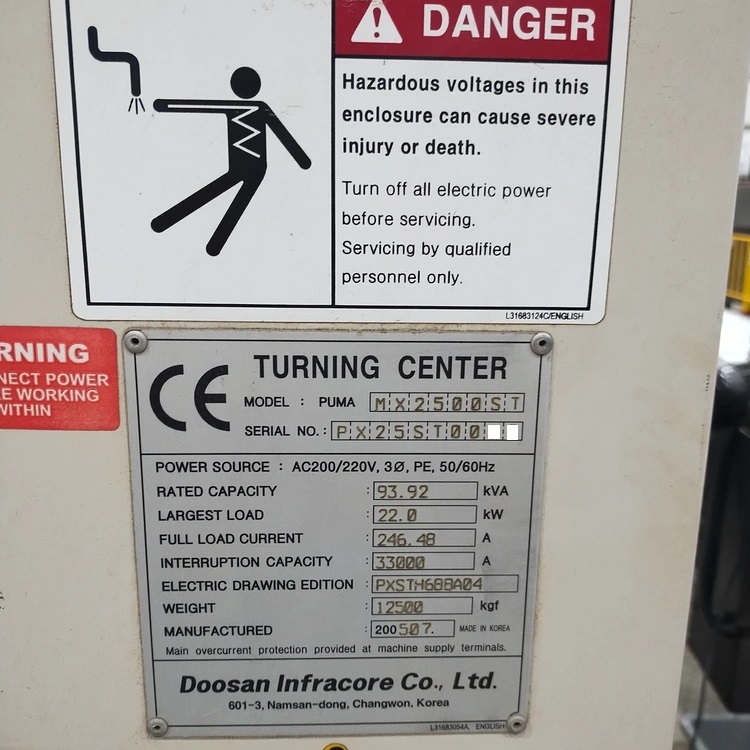 DANGER
Hazardous voltages in this
enclosure can cause severe
injury or death.
Turn off all electric power
before servicing.
Servicing by qualified
personnel only.
L31683124C/ENGLISH
RNING
NECT POWER
LE WORKING
WITHIN
CE TURNING CENTER
MODEL : PUMA MX2500ST
SERIAL NO.: PX25ST00
POWER SOURCE : AC200/220V, 3Ø, PE, 50/60Hz
RATED CAPACITY : 93.92 kVA
LARGEST LOAD : 22.0 kW
FULL LOAD CURRENT : 246.48 A
INTERRUPTION CAPACITY : 33000 A
ELECTRIC DRAWING EDITION : PXSTH6BBA04
WEIGHT : 12500 kgf
MANUFACTURED : 200507. MADE IN KOREA
Main overcurrent protection provided at machine supply terminals.
Doosan Infracore Co., Ltd.
601-3, Namsan-dong, Changwon, Korea
L31683054A, ENGLISH